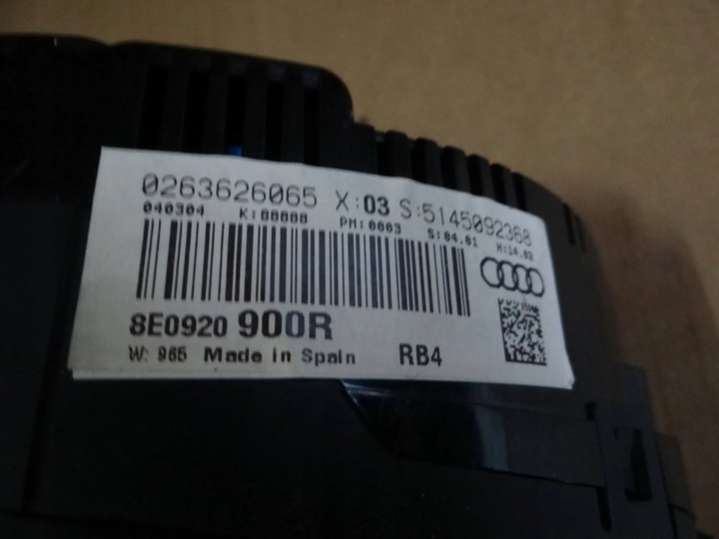 0263626065 X:03 S:5145092368
040304 K:00000 PM:0003 S:04.01 H:14.03
8E0920 900R
W: 965 Made in Spain RB4